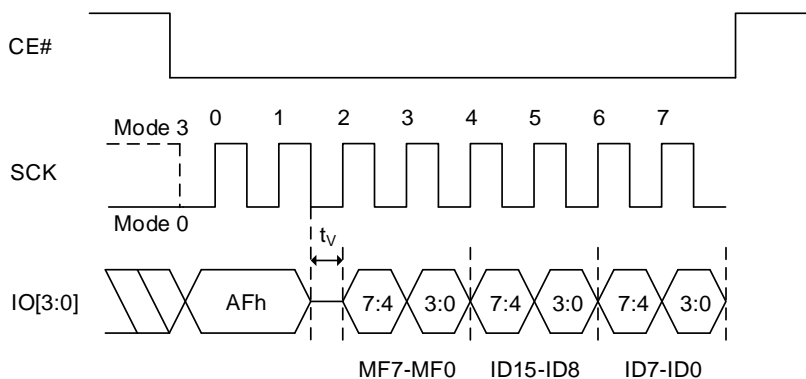 CE#
0 1 2 3 4 5 6 7
Mode 3
SCK
Mode 0
tV
IO[3:0] AFh 7:4 3:0 7:4 3:0 7:4 3:0
MF7-MF0 ID15-ID8 ID7-ID0